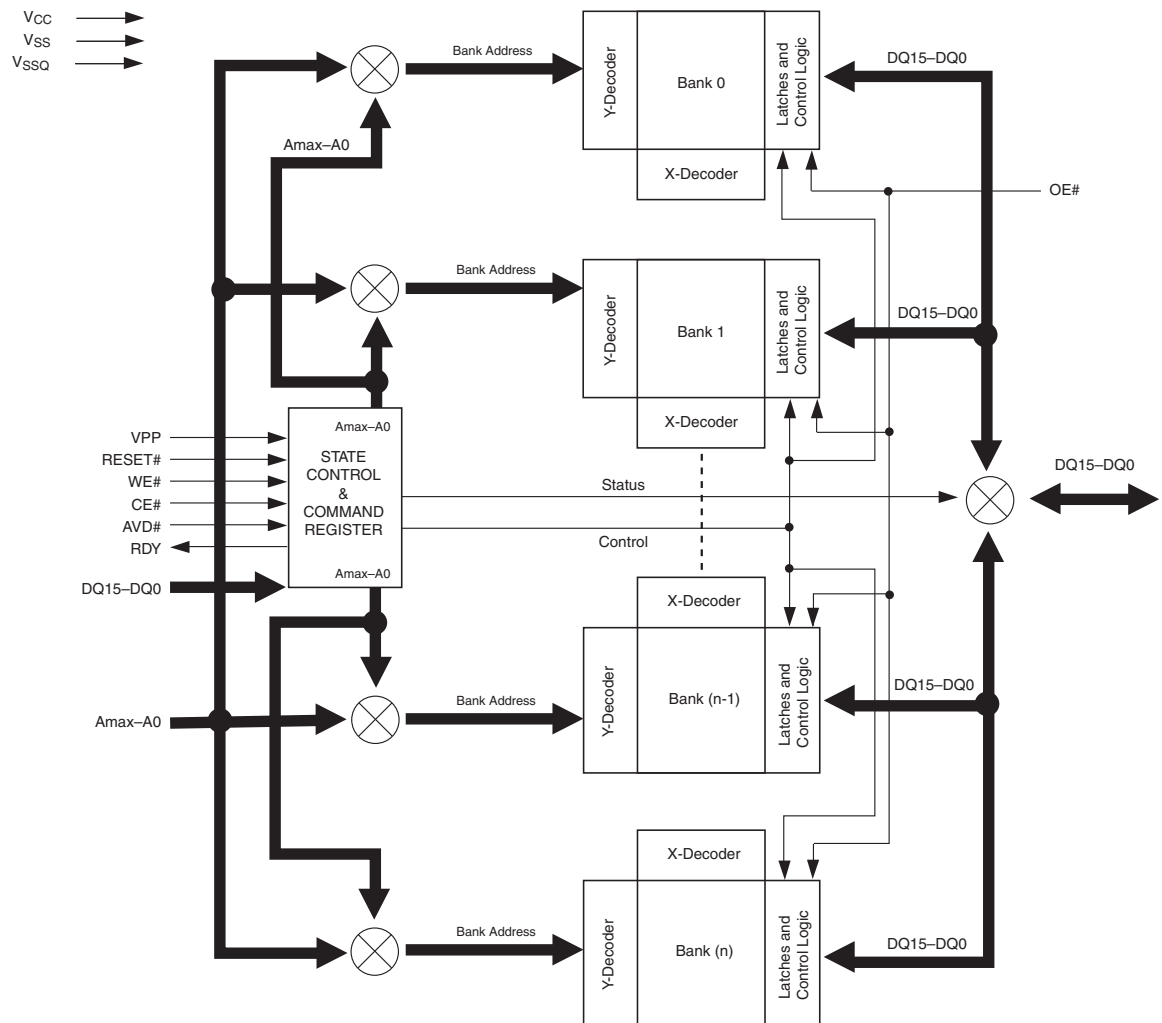 VCC
VSS
VSSQ
Bank Address
Y-Decoder
Bank 0
Latches and
Control Logic
DQ15–DQ0
Amax–A0
X-Decoder
OE#
Bank Address
Y-Decoder
Bank 1
Latches and
Control Logic
DQ15–DQ0
X-Decoder
VPP
RESET#
WE#
CE#
AVD#
RDY
DQ15–DQ0
Amax–A0
STATE
CONTROL
&
COMMAND
REGISTER
Amax–A0
Status
Control
DQ15–DQ0
X-Decoder
Amax–A0
Bank Address
Y-Decoder
Bank (n-1)
Latches and
Control Logic
DQ15–DQ0
X-Decoder
Bank Address
Y-Decoder
Bank (n)
Latches and
Control Logic
DQ15–DQ0